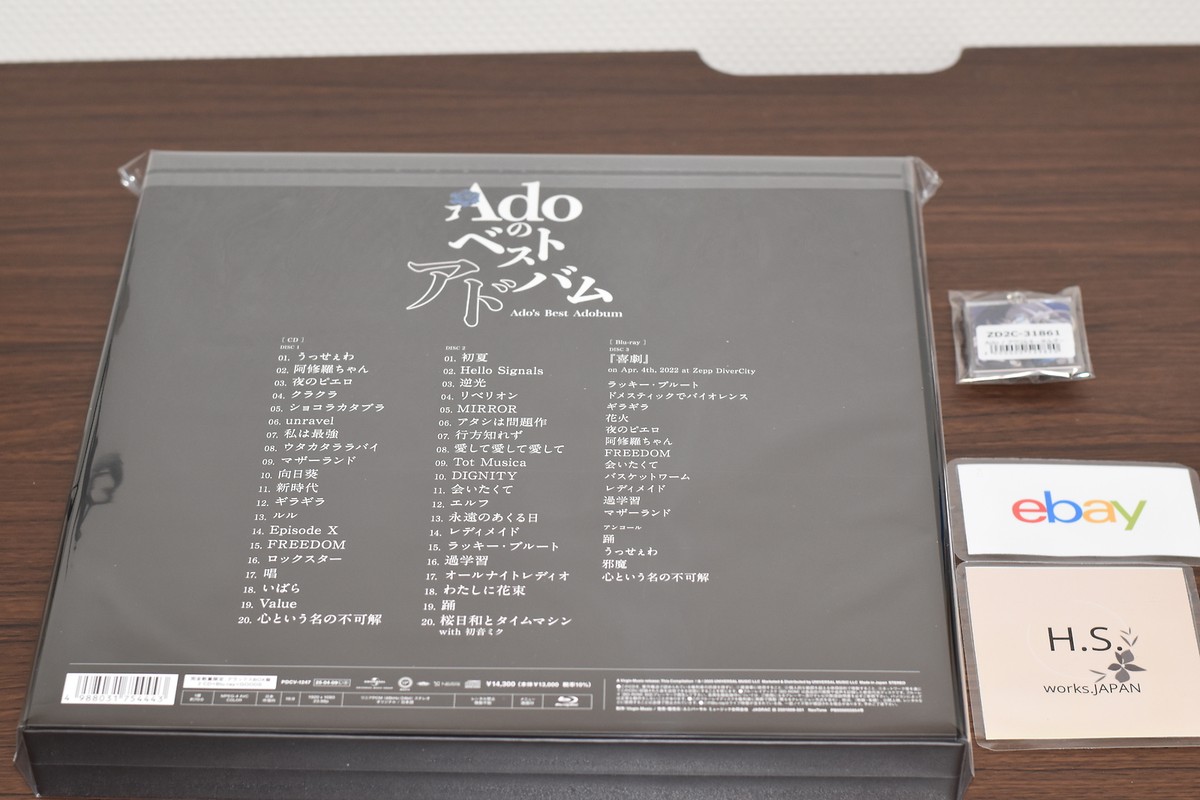 Ado
の
ベスト
アドバム
Ado's Best Adobum
[ CD ]
DISC 1
01. うっせぇわ
02. 阿修羅ちゃん
03. 夜のピエロ
04. クラクラ
05. ショコラカタブラ
06. unravel
07. 私は最強
08. ウタカタララバイ
09. マザーランド
10. 向日葵
11. 新時代
12. ギラギラ
13. ルル
14. Episode X
15. FREEDOM
16. ロックスター
17. 唱
18. いばら
19. Value
20. 心という名の不可解
DISC 2
01. 初夏
02. Hello Signals
03. 逆光
04. リベリオン
05. MIRROR
06. アタシは問題作
07. 行方知れず
08. 愛して愛して愛して
09. Tot Musica
10. DIGNITY
11. 会いたくて
12. エルフ
13. 永遠のあくる日
14. レディメイド
15. ラッキー・ブルート
16. 過学習
17. オールナイトレディオ
18. わたしに花束
19. 踊
20. 桜日和とタイムマシン
with 初音ミク
[ Blu-ray ]
DISC 3
『喜劇』
on Apr. 4th, 2022 at Zepp DiverCity
ラッキー・ブルート
ドメスティックでバイオレンス
ギラギラ
花火
夜のピエロ
阿修羅ちゃん
FREEDOM
会いたくて
バスケットワーム
レディメイド
過学習
マザーランド
アンコール
踊
うっせぇわ
邪魔
心という名の不可解
4 988031 754443
PDCV-1247
¥14,300 (本体¥13,000 税率10%)
ZD2C-31861
ebay
H.S.
works.JAPAN